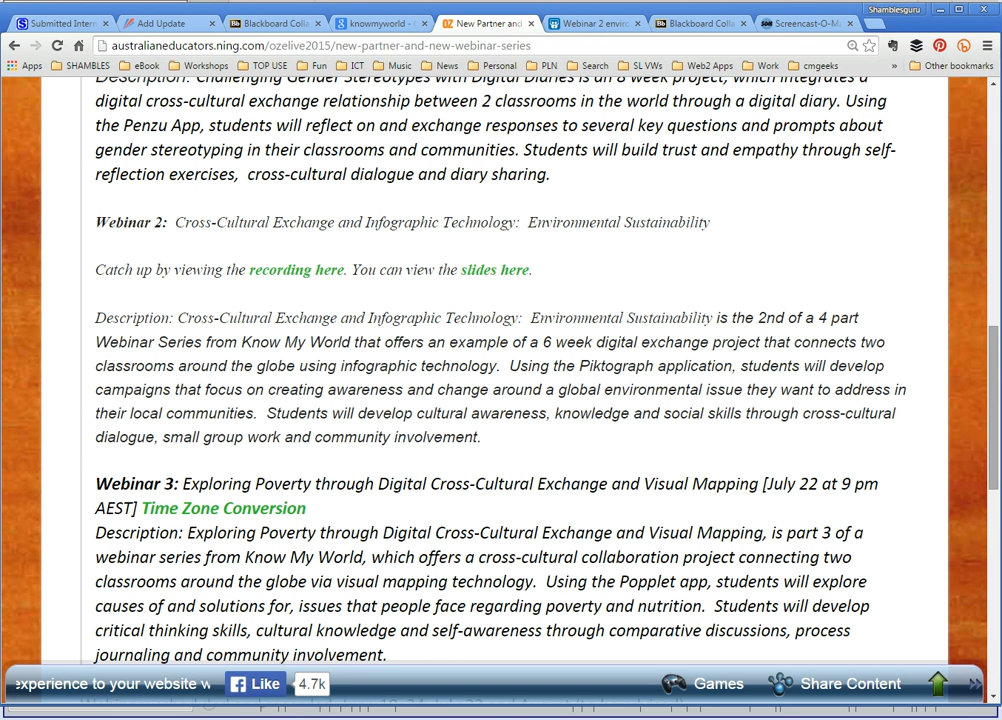 Shamblesguru
Submitted Intern
Add Update
Blackboard Colla
knowmyworld - G
New Partner and
Webinar 2 enviro
Blackboard Colla
Screencast-O-Ma
australianeducators.ning.com/ozelive2015/new-partner-and-new-webinar-series
Apps SHAMBLES eBook Workshops TOP USE Fun ICT Music News Personal PLN Search SL VWs Web2 Apps Work cmgeeks » Other bookmarks
Description: Challenging Gender Stereotypes with Digital Diaries is an 8 week project, which integrates a
digital cross-cultural exchange relationship between 2 classrooms in the world through a digital diary. Using
the Penzu App, students will reflect on and exchange responses to several key questions and prompts about
gender stereotyping in their classrooms and communities. Students will build trust and empathy through self-
reflection exercises, cross-cultural dialogue and diary sharing.
Webinar 2: Cross-Cultural Exchange and Infographic Technology: Environmental Sustainability
Catch up by viewing the recording here. You can view the slides here.
Description: Cross-Cultural Exchange and Infographic Technology: Environmental Sustainability is the 2nd of a 4 part
Webinar Series from Know My World that offers an example of a 6 week digital exchange project that connects two
classrooms around the globe using infographic technology. Using the Piktograph application, students will develop
campaigns that focus on creating awareness and change around a global environmental issue they want to address in
their local communities. Students will develop cultural awareness, knowledge and social skills through cross-cultural
dialogue, small group work and community involvement.
Webinar 3: Exploring Poverty through Digital Cross-Cultural Exchange and Visual Mapping [July 22 at 9 pm
AEST] Time Zone Conversion
Description: Exploring Poverty through Digital Cross-Cultural Exchange and Visual Mapping, is part 3 of a
webinar series from Know My World, which offers a cross-cultural collaboration project connecting two
classrooms around the globe via visual mapping technology. Using the Popplet app, students will explore
causes of and solutions for, issues that people face regarding poverty and nutrition. Students will develop
critical thinking skills, cultural knowledge and self-awareness through comparative discussions, process
journaling and community involvement.
experience to your website w Like 4.7k Games Share Content »